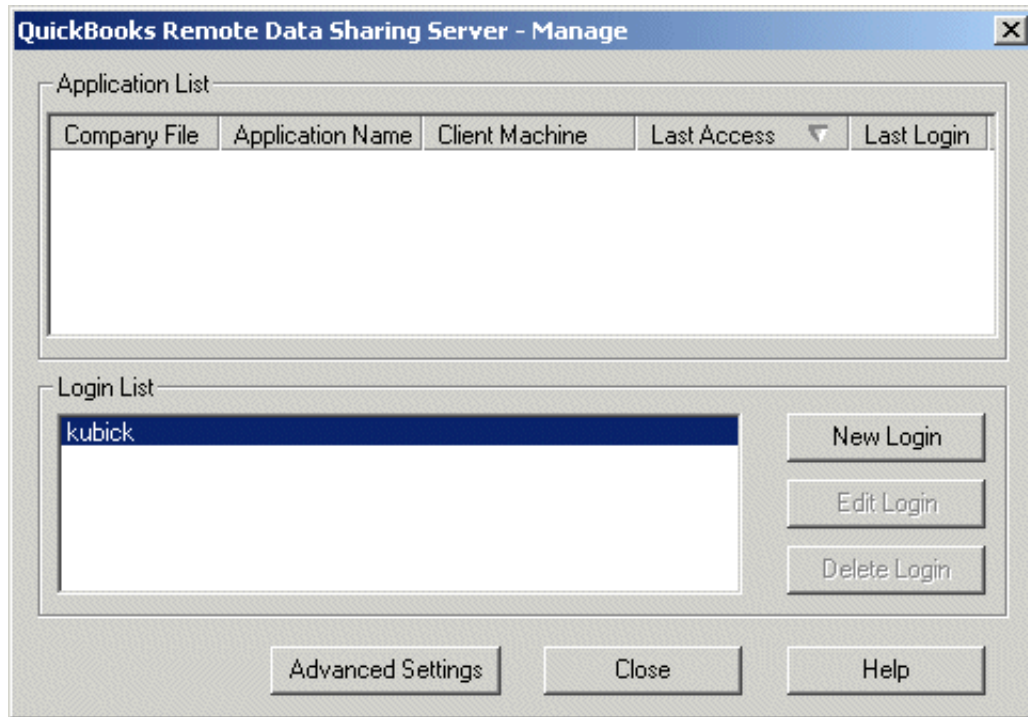 QuickBooks Remote Data Sharing Server - Manage
Application List
Company File Application Name Client Machine Last Access Last Login
Login List
kubick
New Login
Edit Login
Delete Login
Advanced Settings Close Help